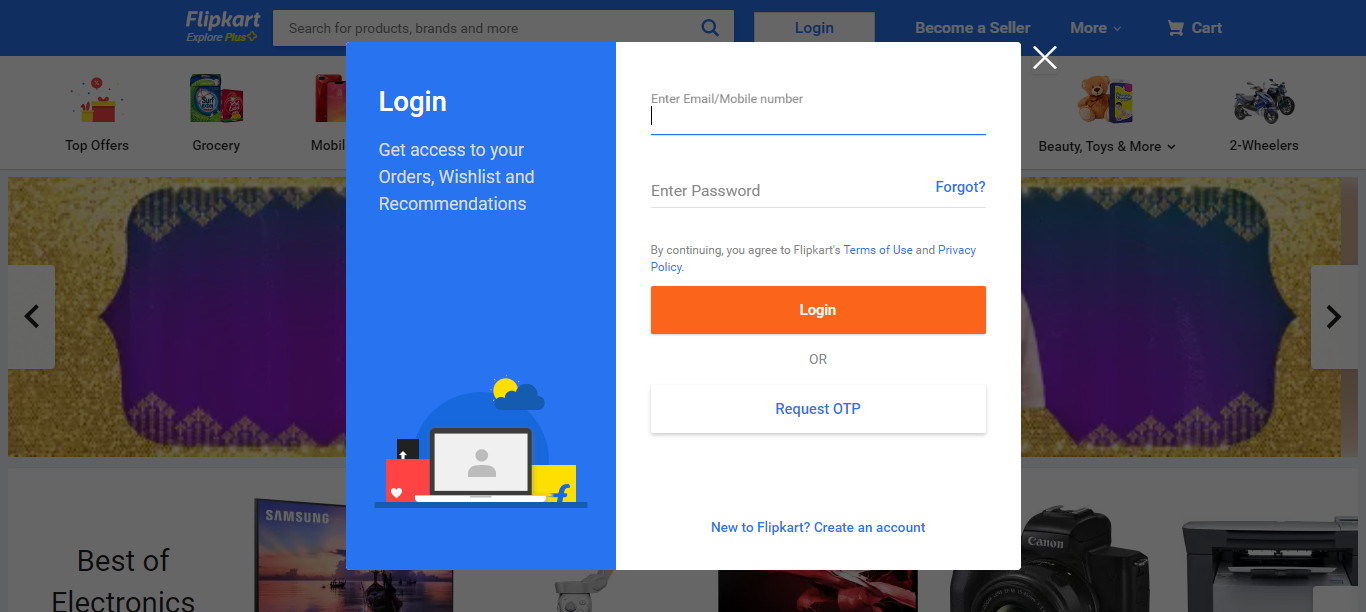 Flipkart
Explore Plus
Search for products, brands and more
Login
Become a Seller
More
Cart
Top Offers
Grocery
Mobil
Beauty, Toys & More
2-Wheelers
Login
Get access to your
Orders, Wishlist and
Recommendations
Enter Email/Mobile number
Enter Password
Forgot?
By continuing, you agree to Flipkart's Terms of Use and Privacy
Policy.
Login
OR
Request OTP
New to Flipkart? Create an account
Best of
Electronics
SAMSUNG
Canon